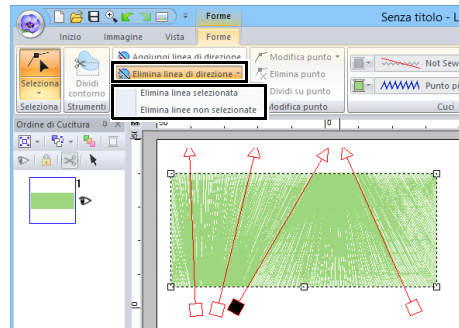 Forme
Senza titolo - L
Inizio Immagine Vista Forme
Aggiungi linea di direzione
Modifica punto
Elimina linea di direzione
Elimina punto
Not Sew
Seleziona
Dividi contorno
Elimina linea selezionata
Dividi su punto
Punto pi
Elimina linee non selezionate
Seleziona Strumenti Modifica punto Cuci
Ordine di Cucitura
1